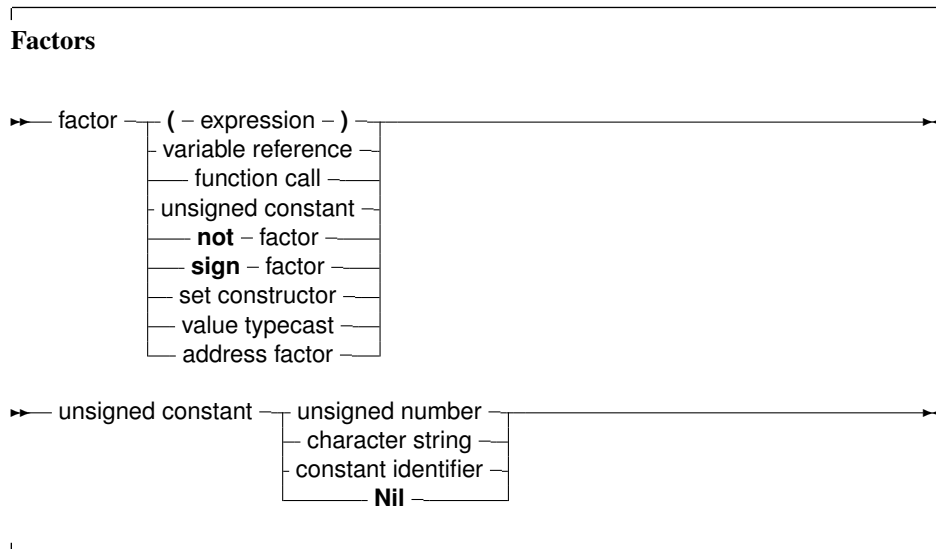 Factors
factor ( expression )
variable reference
function call
unsigned constant
not factor
sign factor
set constructor
value typecast
address factor
unsigned constant unsigned number
character string
constant identifier
Nil